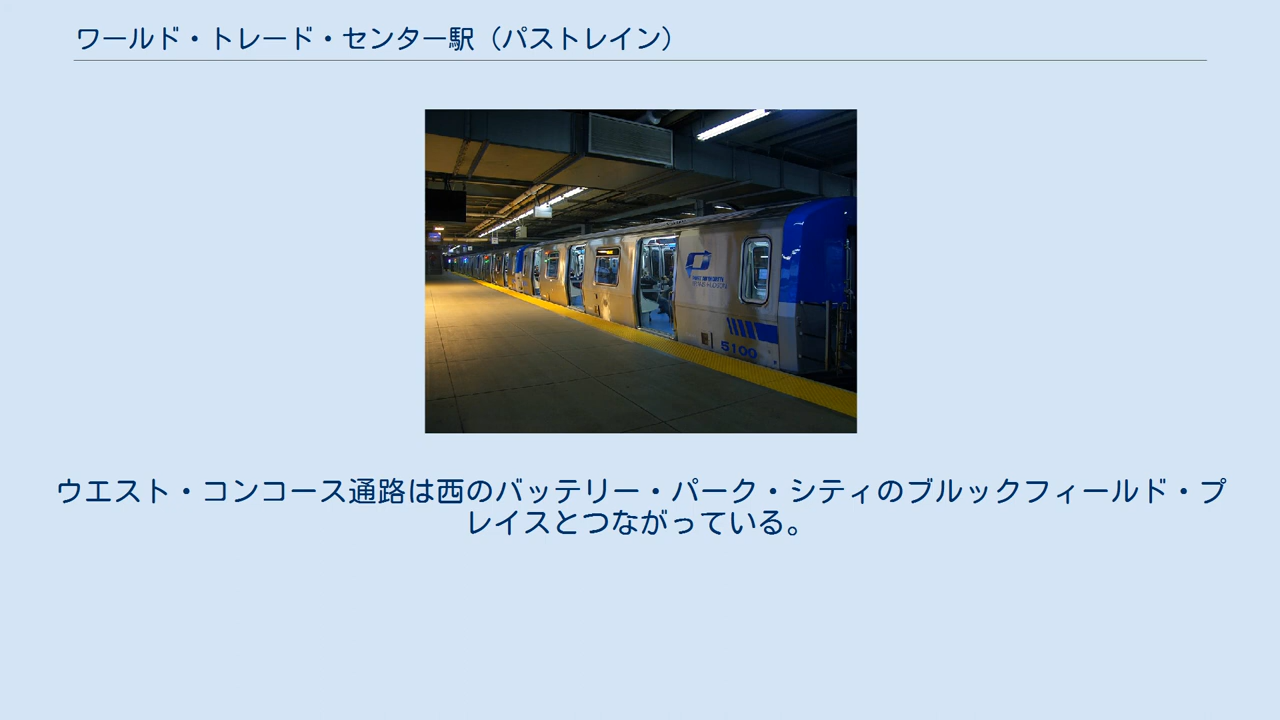 ワールド・トレード・センター駅（パストレイン）
5100
ウエスト・コンコース通路は西のバッテリー・パーク・シティのブルックフィールド・プ
レイスとつながっている。